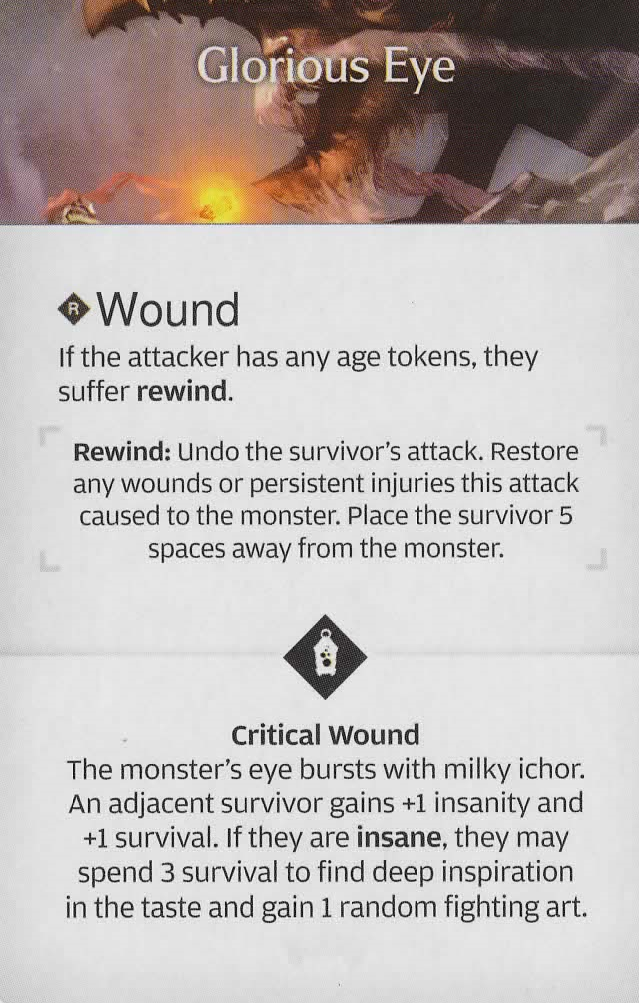 Glorious Eye
R Wound
If the attacker has any age tokens, they
suffer rewind.
Rewind: Undo the survivor's attack. Restore
any wounds or persistent injuries this attack
caused to the monster. Place the survivor 5
spaces away from the monster.
Critical Wound
The monster's eye bursts with milky ichor.
An adjacent survivor gains +1 insanity and
+1 survival. If they are insane, they may
spend 3 survival to find deep inspiration
in the taste and gain 1 random fighting art.